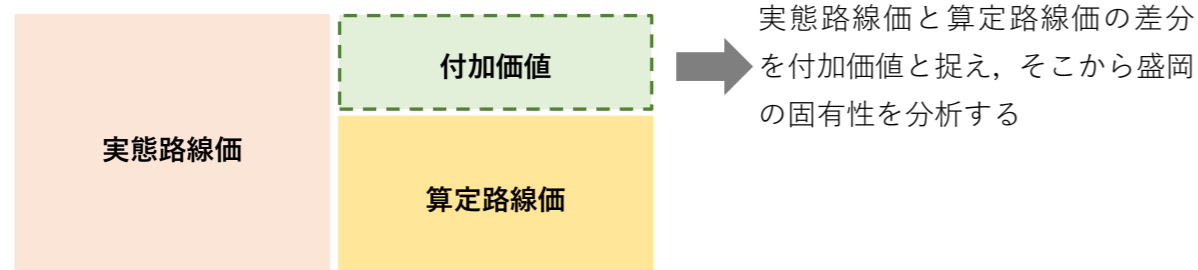 実態路線価
付加価値
算定路線価
実態路線価と算定路線価の差分
を付加価値と捉え，そこから盛岡
の固有性を分析する